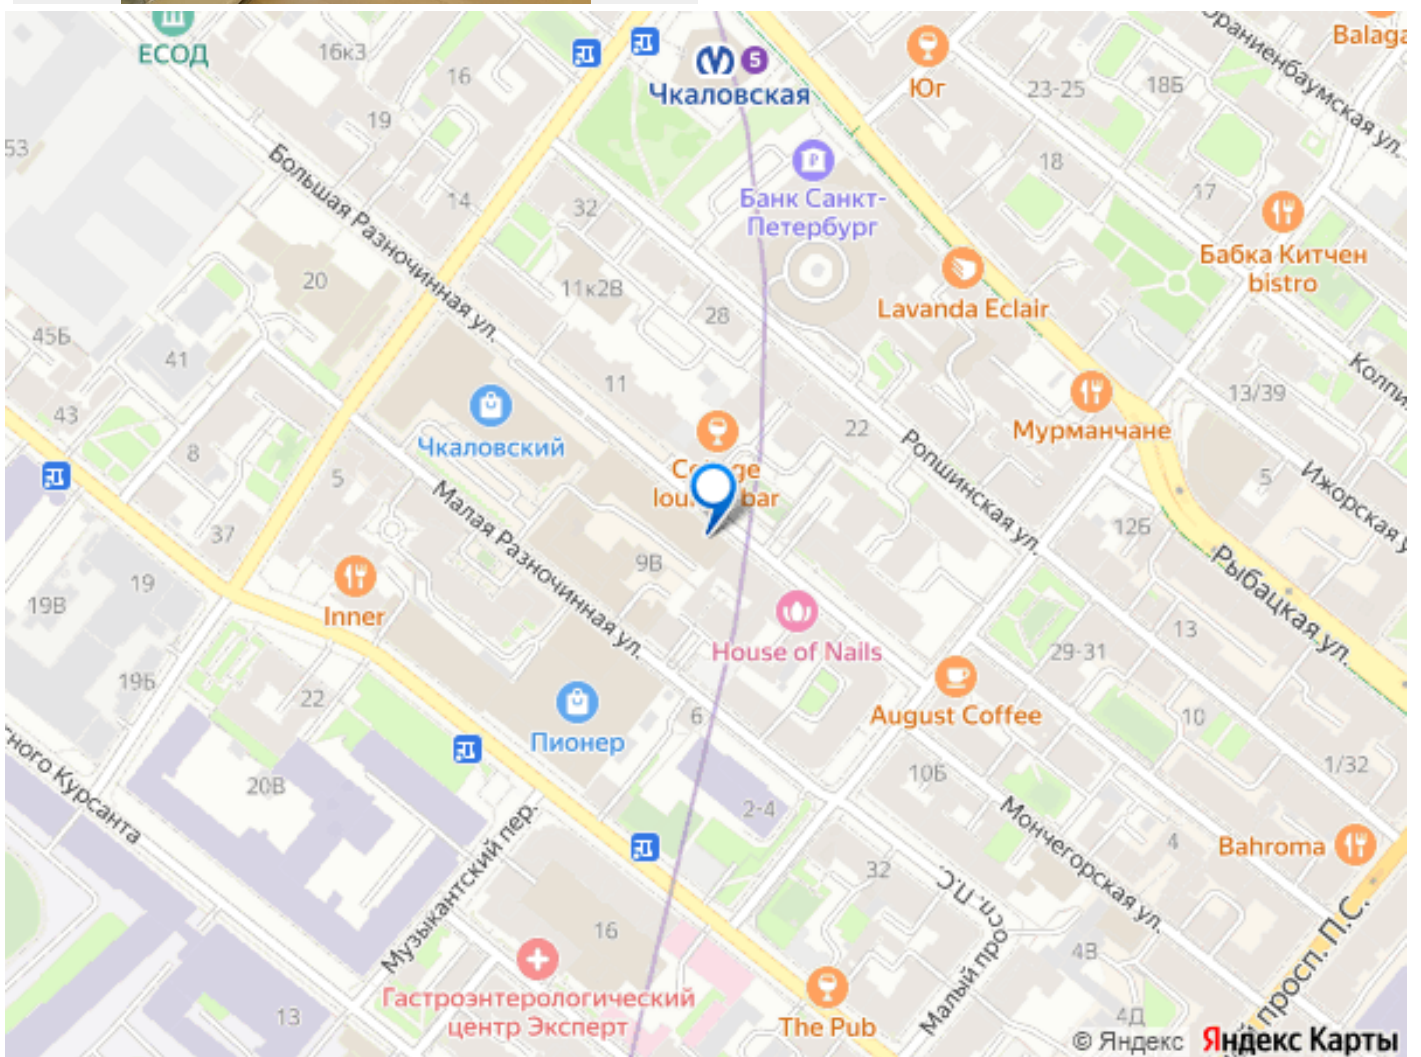 ЕСОД
16к3
16
19
53
14
5
Чкаловская
Юг
23-25
18Б
Ораниенбаумская ул.
Balaga
Банк Санкт-
Петербург
18
17
Бабка Китчен
bistro
Большая Разночинная ул.
32
20
11к2В
28
Lavanda Eclair
45Б
41
43
8
5
37
11
Чкаловский
22
Мурманчане
13/39
Колпи
Ропшинская ул.
5
Ижорская у
12Б
lou
bar
Малая Разночинная ул.
9В
19
19В
Inner
House of Nails
Рыбацкая ул.
13
29-31
19Б
22
Пионер
6
August Coffee
10
10Б
1/32
20В
2-4
сного Курсанта
Музыкантский пер.
Мончегорская ул.
4
Bahroma
32
Малый просп. П.С.
16
4В
й просп. П.С.
Гастроэнтерологический
центр Эксперт
13
The Pub
4Д
© Яндекс Яндекс Карты